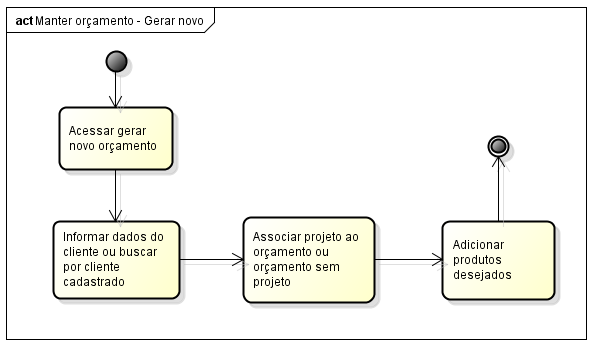 act Manter orçamento - Gerar novo
Acessar gerar
novo orçamento
Informar dados do
cliente ou buscar
por cliente
cadastrado
Associar projeto ao
orçamento ou
orçamento sem
projeto
Adicionar
produtos
desejados